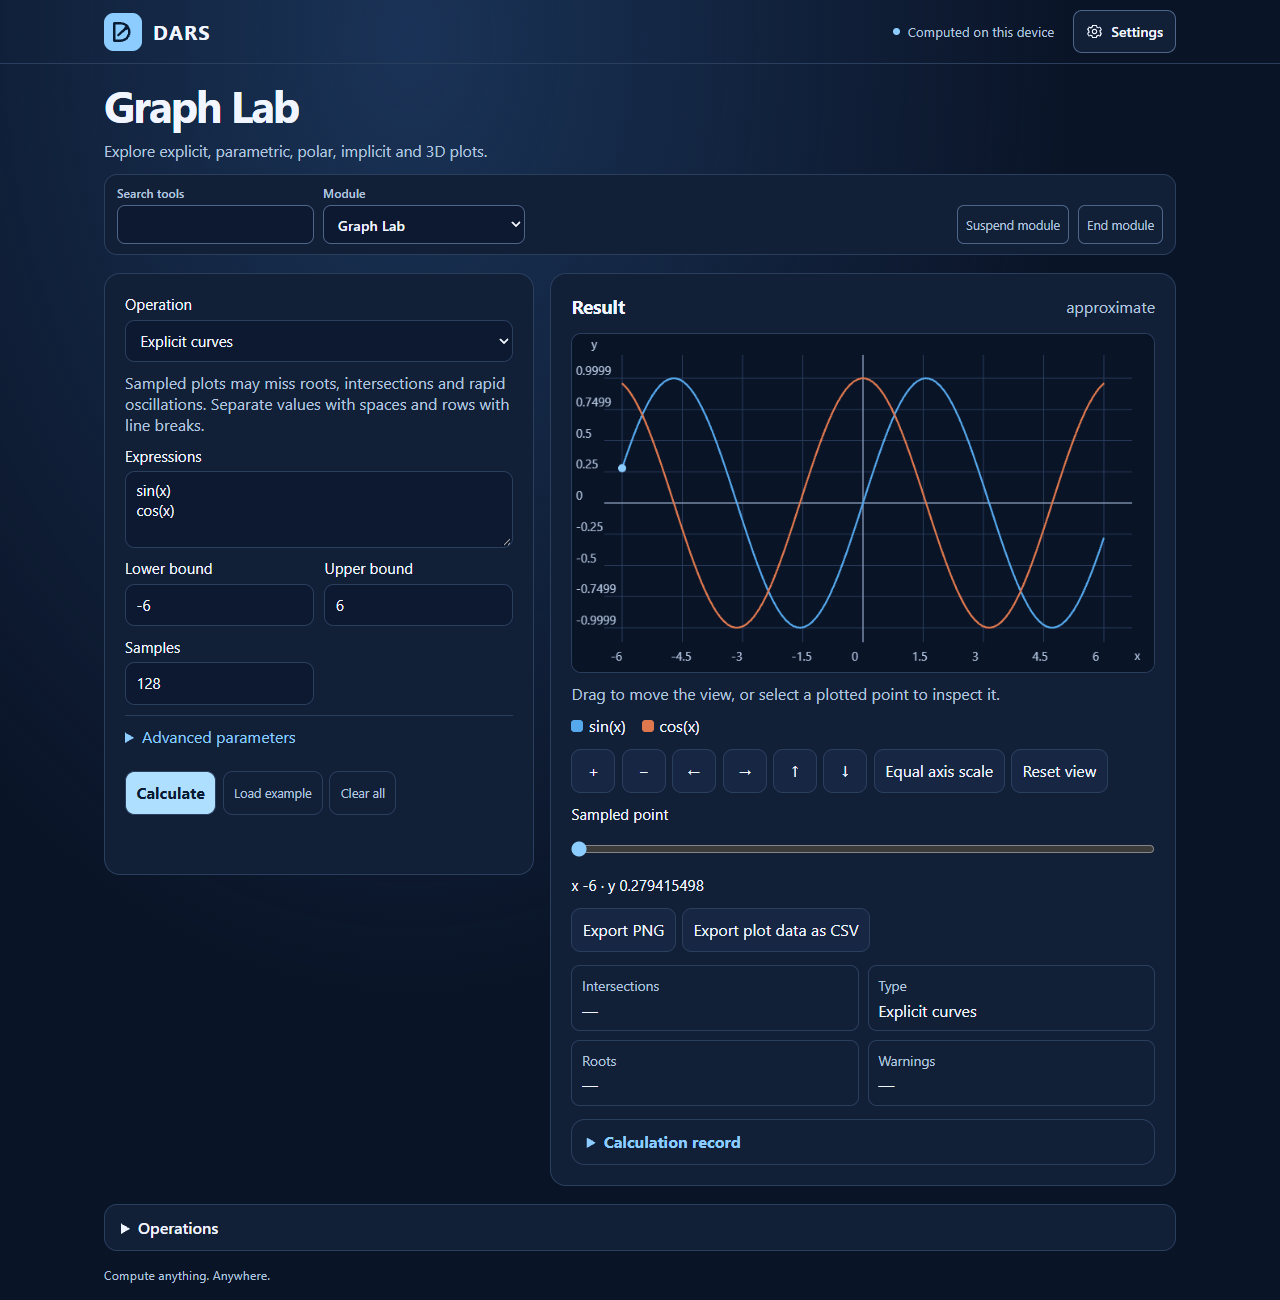 DARS
Computed on this device
Settings
Graph Lab
Explore explicit, parametric, polar, implicit and 3D plots.
Search tools
Module
Graph Lab
Suspend module
End module
Operation
Explicit curves
Sampled plots may miss roots, intersections and rapid
oscillations. Separate values with spaces and rows with
line breaks.
Expressions
sin(x)
cos(x)
Lower bound
Upper bound
-6
6
Samples
128
Advanced parameters
Calculate
Load example
Clear all
Result
approximate
y
0.9999
0.7499
0.5
0.25
0
-0.25
-0.5
-0.7499
-0.9999
-6
-4.5
-3
-1.5
0
1.5
3
4.5
6
x
Drag to move the view, or select a plotted point to inspect it.
sin(x)
cos(x)
+
−
←
→
↑
↓
Equal axis scale
Reset view
Sampled point
x -6 · y 0.279415498
Export PNG
Export plot data as CSV
Intersections
—
Type
Explicit curves
Roots
—
Warnings
—
Calculation record
Operations
Compute anything. Anywhere.